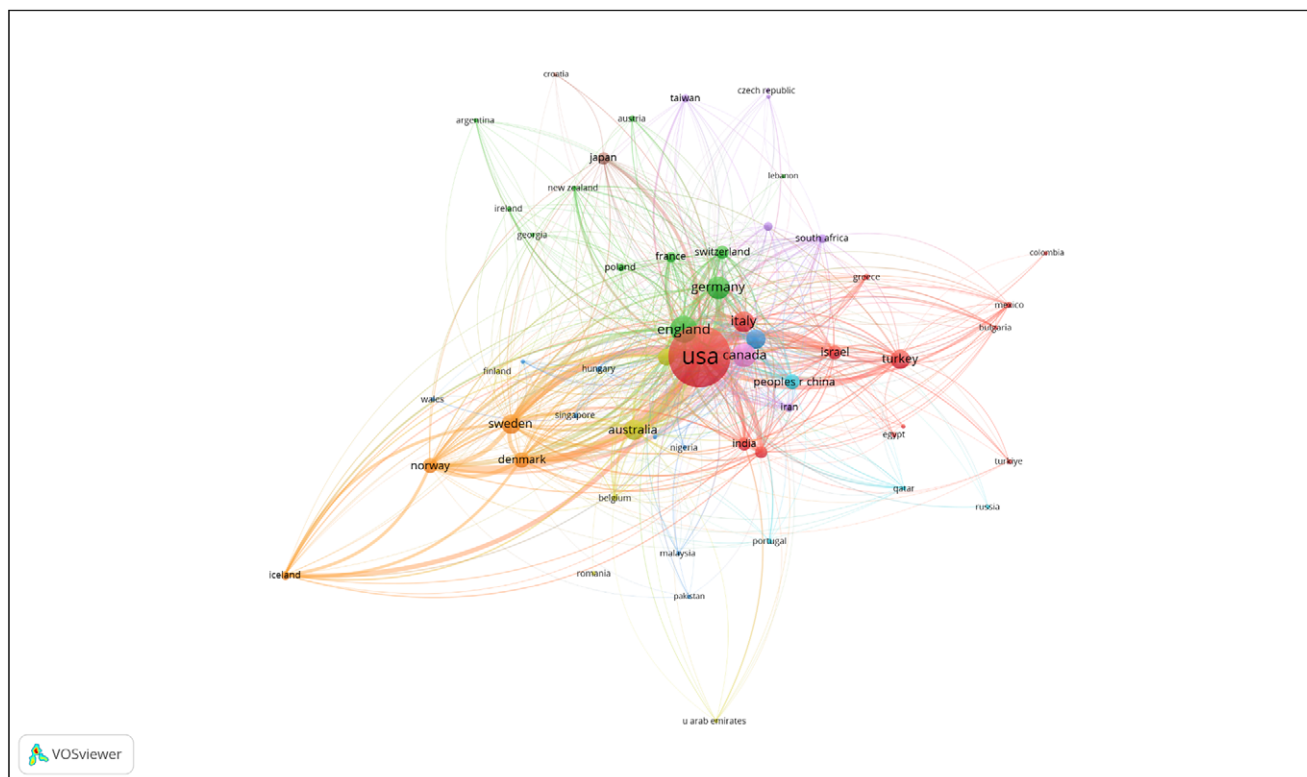 croatia
czech republic
taiwan
argentina
austria
japan
lebanon
new zealand
ireland
georgia
south africa
colombia
switzerland
france
poland
greece
germany
mexico
italy
bulgaria
england
usa
canada
israel
turkey
hungary
finland
peoples r china
wales
iran
singapore
sweden
australia
egypt
india
nigeria
denmark
norway
turkiye
qatar
belgium
russia
portugal
malaysia
iceland
romania
pakistan
u arab emirates
VOSviewer